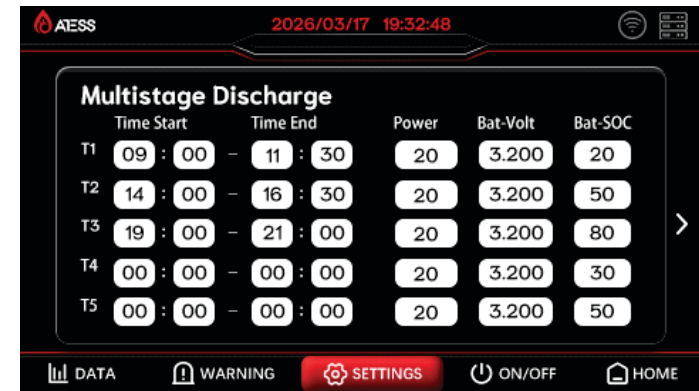 ATESS 2026/03/17 19:32:48
Multistage Discharge
Time Start Time End Power Bat-Volt Bat-SOC
T1 09 : 00 – 11 : 30 20 3.200 20
T2 14 : 00 – 16 : 30 20 3.200 50
T3 19 : 00 – 21 : 00 20 3.200 80
T4 00 : 00 – 00 : 00 20 3.200 30
T5 00 : 00 – 00 : 00 20 3.200 50
DATA WARNING SETTINGS ON/OFF HOME